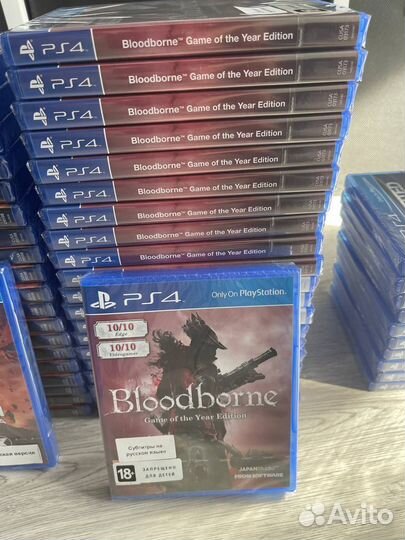 PS4 Bloodborne™ Game of the Year Edition
PS4 Bloodborne™ Game of the Year Edition
PS4 Bloodborne™ Game of the Year Edition
PS4 Bloodborne™ Game of the Year Edition
PS4 Bloodborne™ Game of the Year Edition
PS4 Bloodborne™ Game of the Year Edition
PS4 Bloodborne™ Game of the Year Edition
PS4 Bloodborne™ Game of the Year Edition
PS4 Bloodborne™ Game of the Year Edition
PS4 Only On PlayStation.
10/10
Edge
10/10
Videogamer
Bloodborne
Game of the Year Edition
Субтитры на
русском языке
18+ ЗАПРЕЩЕНО
ДЛЯ ДЕТЕЙ
JAPANStudio
FROMSOFTWARE
Avito